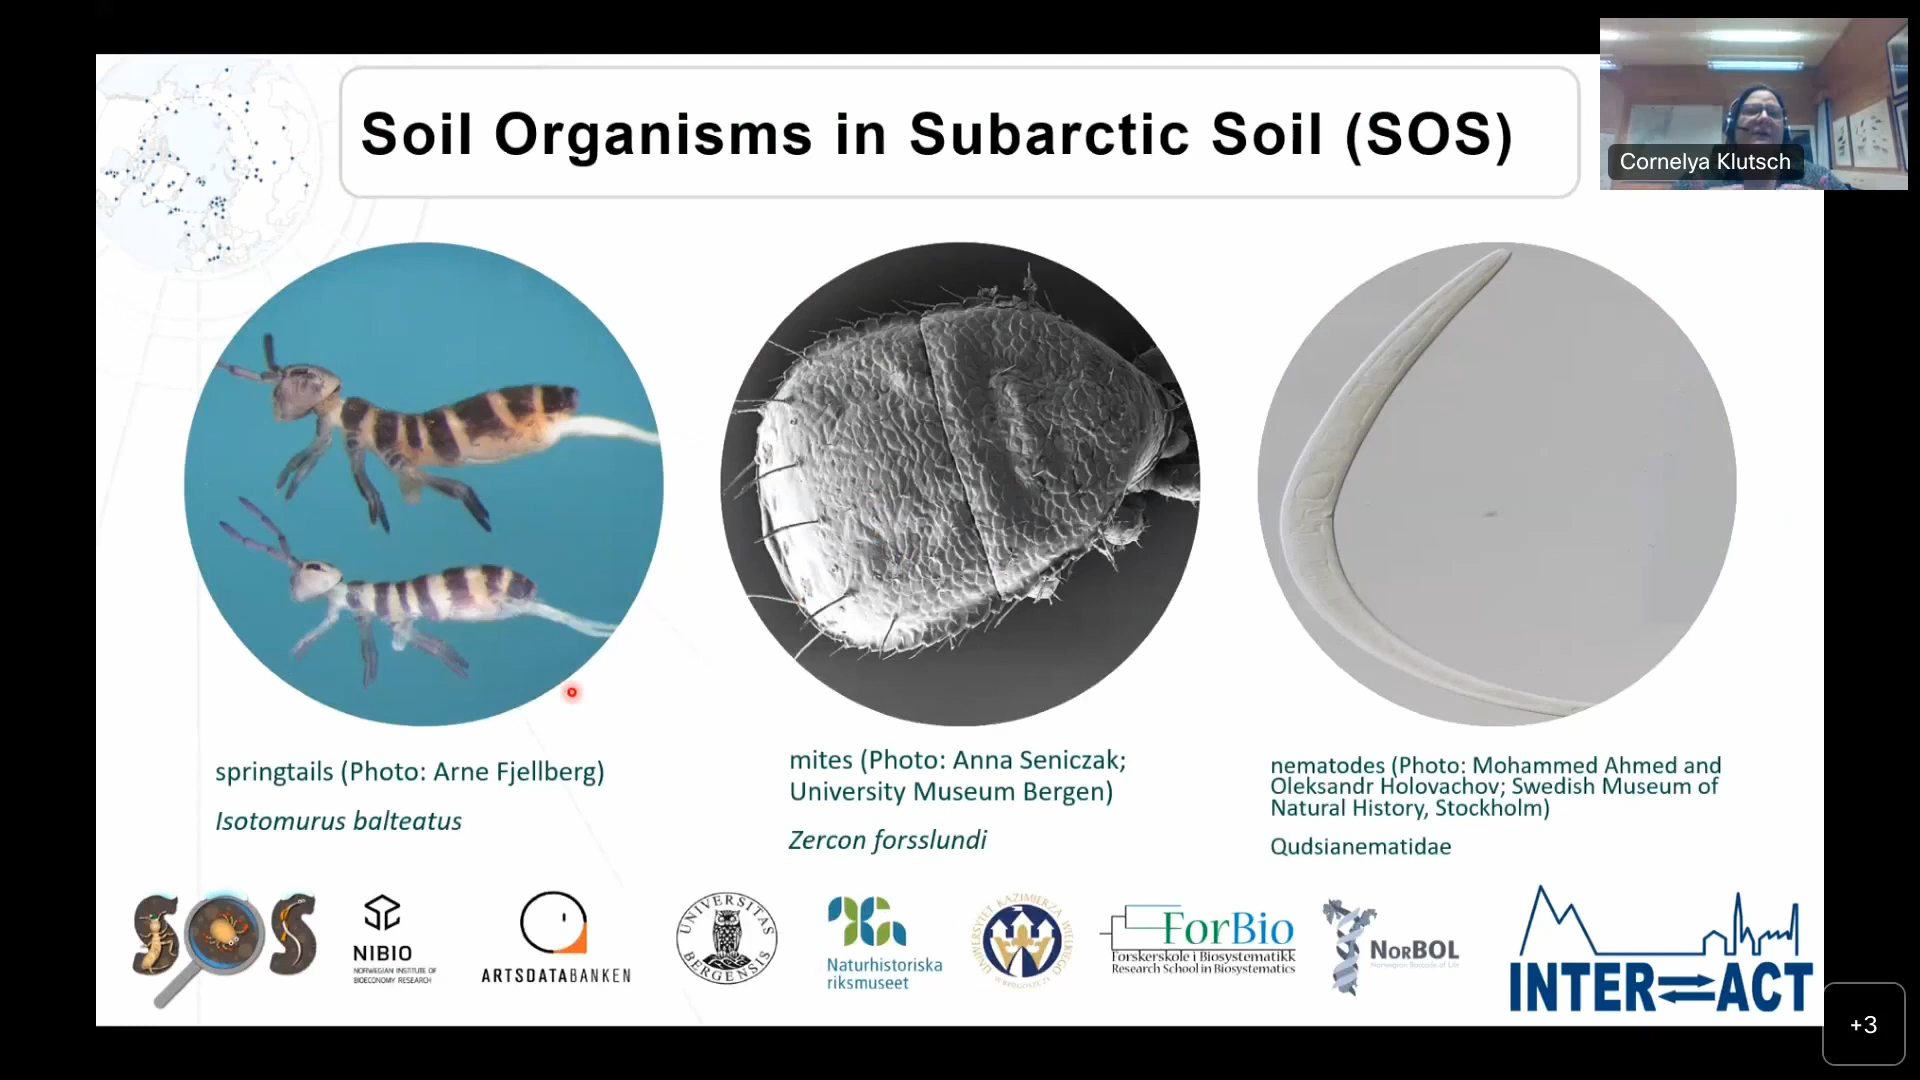 Soil Organisms in Subarctic Soil (SOS)
Cornelya Klutsch
springtails (Photo: Arne Fjellberg)
Isotomurus balteatus
mites (Photo: Anna Seniczak;
University Museum Bergen)
Zercon forsslundi
nematodes (Photo: Mohammed Ahmed and
Oleksandr Holovachov; Swedish Museum of
Natural History, Stockholm)
Qudsianematidae
SOS
NIBIO
NORWEGIAN INSTITUTE OF
BIOECONOMY RESEARCH
ARTSDATABANKEN
UNIVERSITAS
BERGENSIS
Naturhistoriska
riksmuseet
UNIWERSYTET KAZIMIERZA WIELKIEGO
W BYDGOSZCZY
ForBio
Forskerskole i Biosystematikk
Research School in Biosystematics
NorBOL
Norwegian Barcode of Life
INTERACT
+3